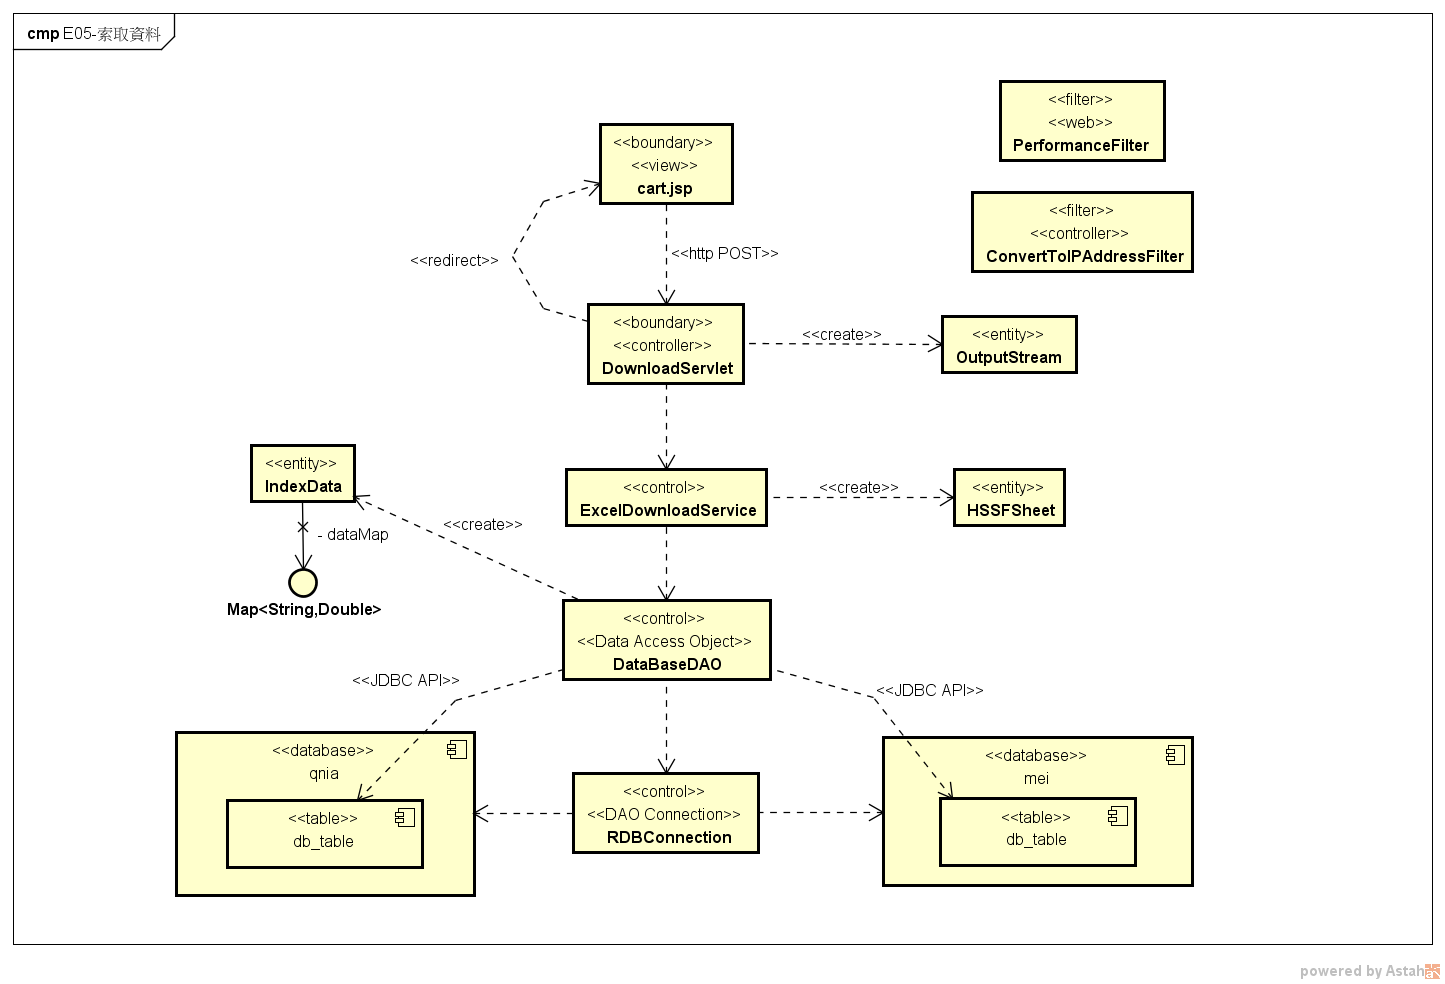 cmp E05-索取資料
<<filter>>
<<web>>
PerformanceFilter
<<boundary>>
<<view>>
cart.jsp
<<filter>>
<<controller>>
ConvertToIPAddressFilter
<<redirect>>
<<http POST>>
<<boundary>>
<<controller>>
DownloadServlet
<<create>>
<<entity>>
OutputStream
<<entity>>
IndexData
- dataMap
Map<String,Double>
<<create>>
<<control>>
ExcelDownloadService
<<create>>
<<entity>>
HSSFSheet
<<control>>
<<Data Access Object>>
DataBaseDAO
<<JDBC API>>
<<JDBC API>>
<<database>>
qnia
<<table>>
db_table
<<control>>
<<DAO Connection>>
RDBConnection
<<database>>
mei
<<table>>
db_table
powered by Astah